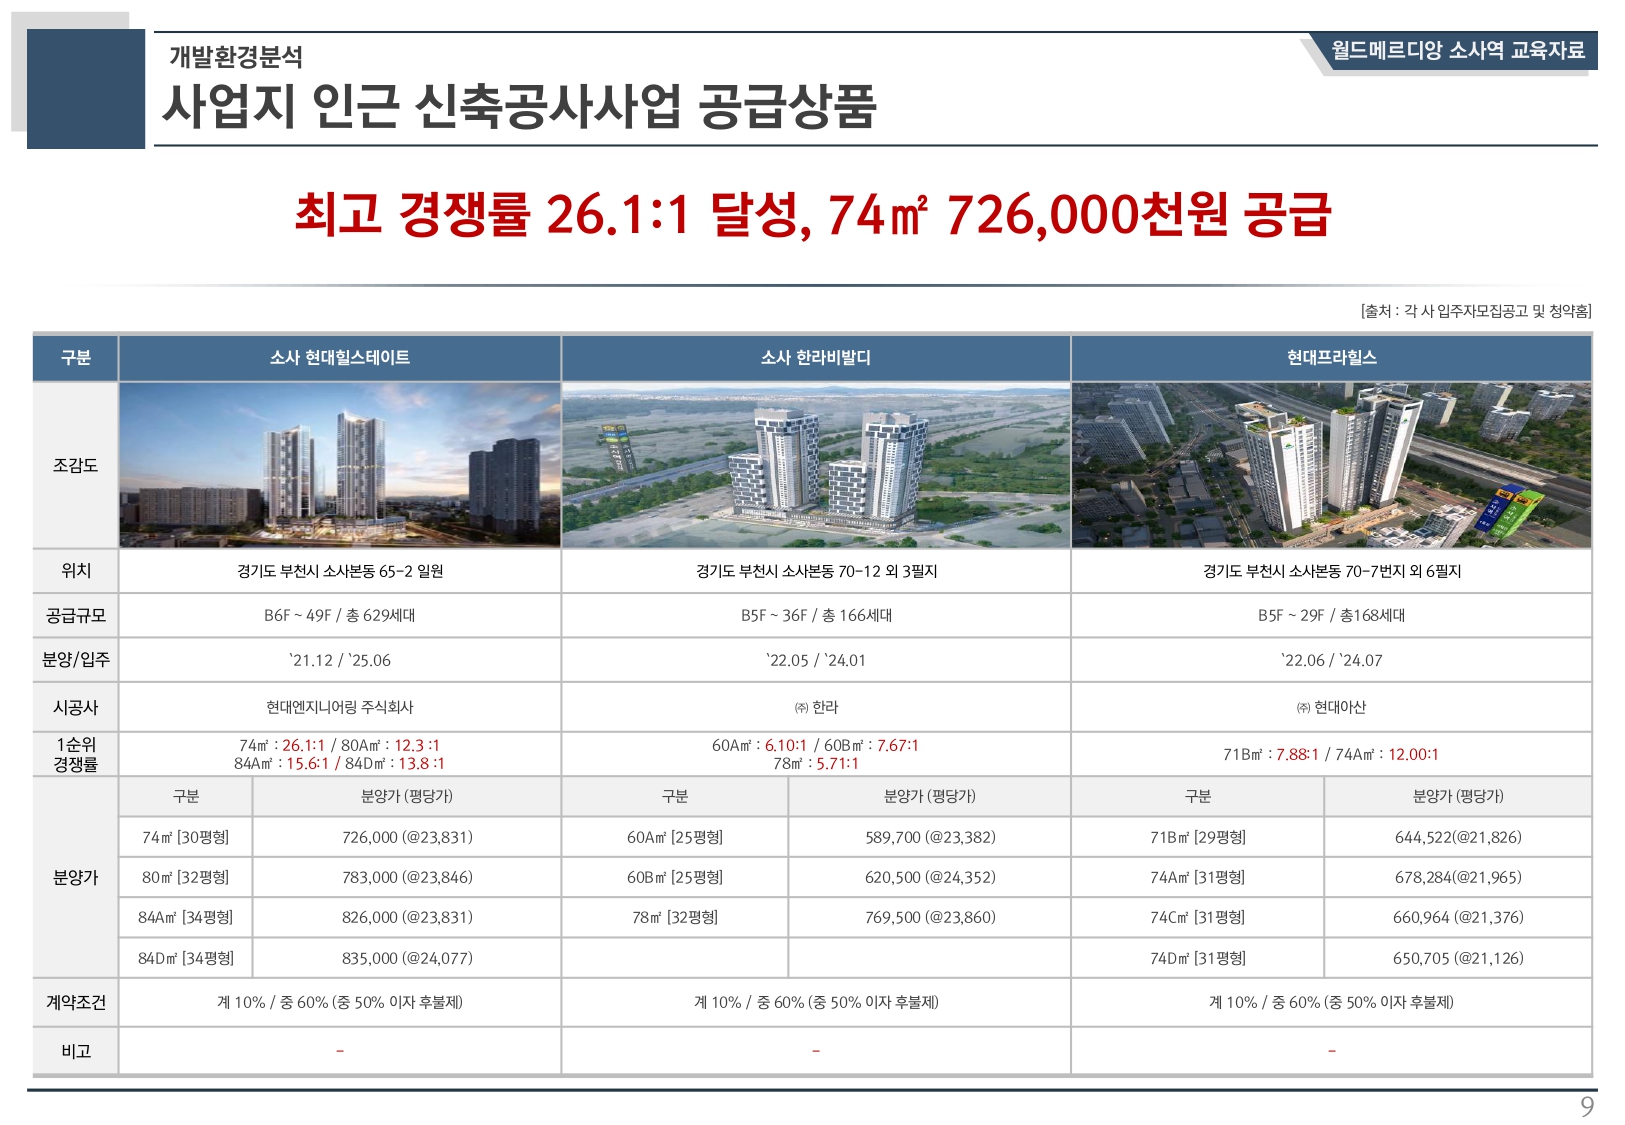 개발환경분석
사업지 인근 신축공사사업 공급상품
월드메르디앙 소사역 교육자료
최고 경쟁률 26.1:1 달성, 74㎡ 726,000천원 공급
[출처 : 각 사 입주자모집공고 및 청약홈]
구분 소사 현대힐스테이트 소사 한라비발디 현대프라힐스
조감도
위치 경기도 부천시 소사본동 65-2 일원 경기도 부천시 소사본동 70-12 외 3필지 경기도 부천시 소사본동 70-7번지 외 6필지
공급규모 B6F ~ 49F / 총 629세대 B5F ~ 36F / 총 166세대 B5F ~ 29F / 총168세대
분양/입주 `21.12 / `25.06 `22.05 / `24.01 `22.06 / `24.07
시공사 현대엔지니어링 주식회사 ㈜ 한라 ㈜ 현대아산
1순위
경쟁률
74㎡ : 26.1:1 / 80A㎡ : 12.3 :1
84A㎡ : 15.6:1 / 84D㎡ : 13.8 :1
60A㎡ : 6.10:1 / 60B㎡ : 7.67:1
78㎡ : 5.71:1
71B㎡ : 7.88:1 / 74A㎡ : 12.00:1
분양가
구분 분양가 (평당가) 구분 분양가 (평당가) 구분 분양가 (평당가)
74㎡ [30평형] 726,000 (@23,831) 60A㎡ [25평형] 589,700 (@23,382) 71B㎡ [29평형] 644,522(@21,826)
80㎡ [32평형] 783,000 (@23,846) 60B㎡ [25평형] 620,500 (@24,352) 74A㎡ [31평형] 678,284(@21,965)
84A㎡ [34평형] 826,000 (@23,831) 78㎡ [32평형] 769,500 (@23,860) 74C㎡ [31평형] 660,964 (@21,376)
84D㎡ [34평형] 835,000 (@24,077) 74D㎡ [31평형] 650,705 (@21,126)
계약조건 계 10% / 중 60% (중 50% 이자 후불제) 계 10% / 중 60% (중 50% 이자 후불제) 계 10% / 중 60% (중 50% 이자 후불제)
비고 - - -
9